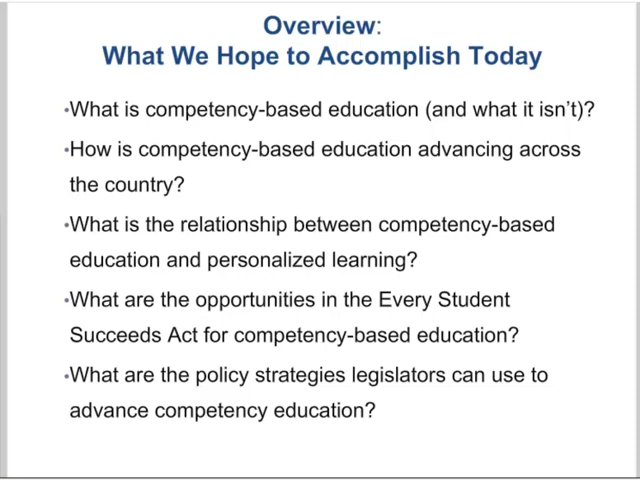 Overview:
What We Hope to Accomplish Today
•What is competency-based education (and what it isn't)?
•How is competency-based education advancing across
the country?
•What is the relationship between competency-based
education and personalized learning?
•What are the opportunities in the Every Student
Succeeds Act for competency-based education?
•What are the policy strategies legislators can use to
advance competency education?